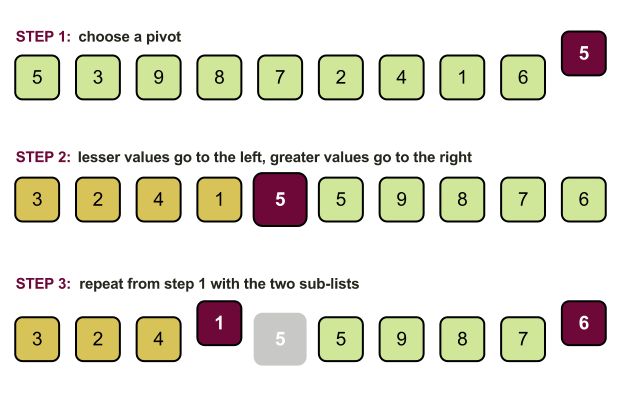 STEP 1: choose a pivot
5 3 9 8 7 2 4 1 6 5
STEP 2: lesser values go to the left, greater values go to the right
3 2 4 1 5 5 9 8 7 6
STEP 3: repeat from step 1 with the two sub-lists
3 2 4 1 5 5 9 8 7 6